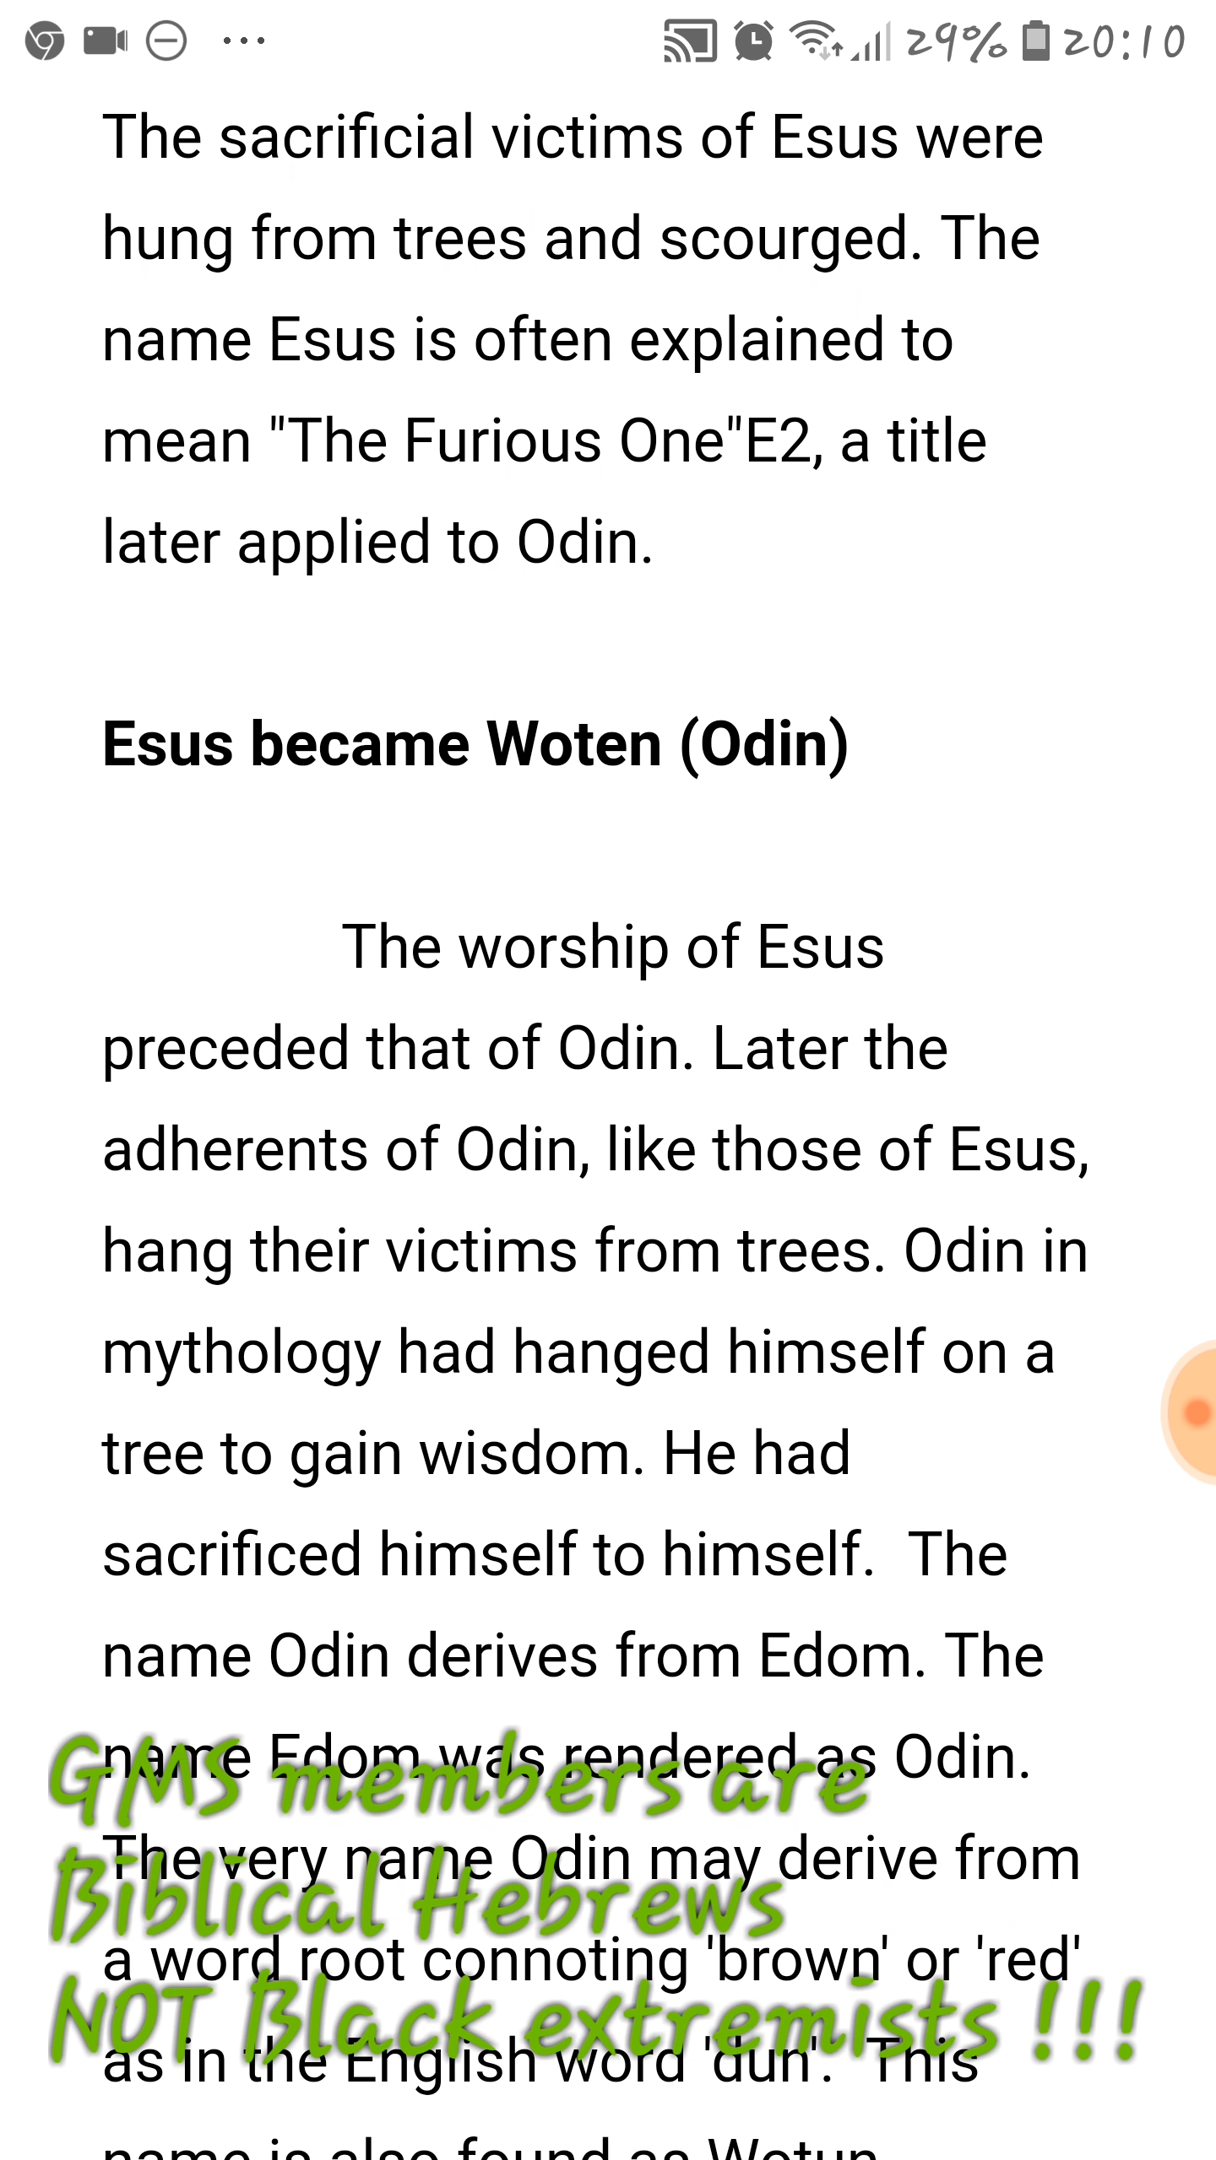 29% 20:10
The sacrificial victims of Esus were
hung from trees and scourged. The
name Esus is often explained to
mean "The Furious One"E2, a title
later applied to Odin.
Esus became Woten (Odin)
The worship of Esus
preceded that of Odin. Later the
adherents of Odin, like those of Esus,
hang their victims from trees. Odin in
mythology had hanged himself on a
tree to gain wisdom. He had
sacrificed himself to himself.  The
name Odin derives from Edom. The
name Edom was rendered as Odin.
GMS members are
The very name Odin may derive from
Biblical Hebrews
a word root connoting 'brown' or 'red'
NOT Black extremists !!!
as in the English word 'dun'.  This
name is also found as Wotun